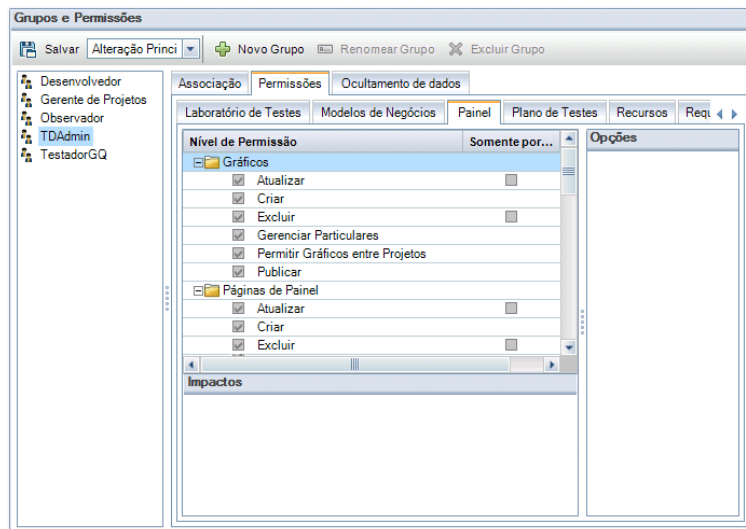 Grupos e Permissões
Salvar Alteração Princi Novo Grupo Renomear Grupo Excluir Grupo
Desenvolvedor
Gerente de Projetos
Observador
TDAdmin
TestadorGQ
Associação Permissões Ocultamento de dados
Laboratório de Testes Modelos de Negócios Painel Plano de Testes Recursos Requ
Nível de Permissão Somente por...
Gráficos
Atualizar
Criar
Excluir
Gerenciar Particulares
Permitir Gráficos entre Projetos
Publicar
Páginas de Painel
Atualizar
Criar
Excluir
Impactos
Opções